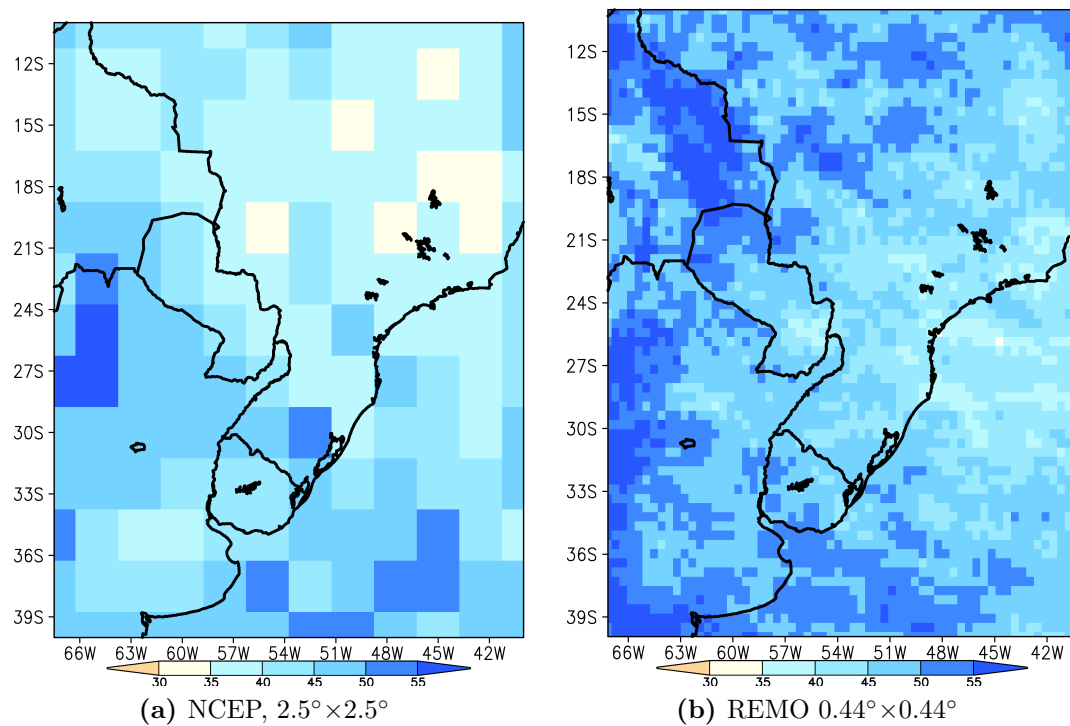 12S
15S
18S
21S
24S
27S
30S
33S
36S
39S
66W 63W 60W 57W 54W 51W 48W 45W 42W
30 35 40 45 50 55
(a) NCEP, 2.5°×2.5°
12S
15S
18S
21S
24S
27S
30S
33S
36S
39S
66W 63W 60W 57W 54W 51W 48W 45W 42W
30 35 40 45 50 55
(b) REMO 0.44°×0.44°